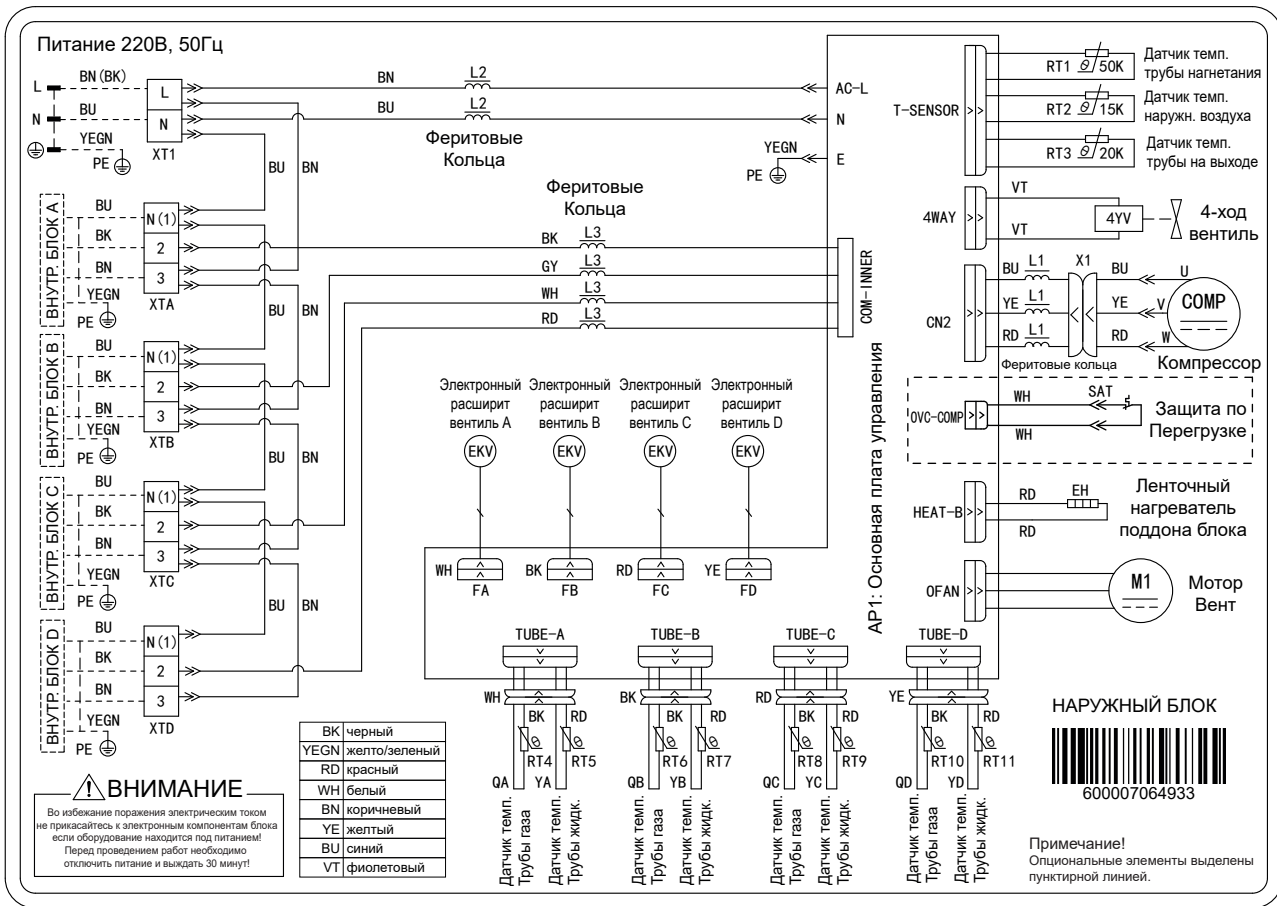 Питание 220В, 50Гц
L
BN(BK)
N
BU
YEGN
PE
L
N
XT1
BN
L2
BU
L2
Феритовые
Кольца
AC-L
N
YEGN
E
PE
BU
BN
ВНУТР. БЛОК A
BU
BK
BN
YEGN
PE
N(1)
2
3
XTA
Феритовые
Кольца
BK
L3
GY
L3
WH
L3
RD
L3
COM-INNER
BU
BN
ВНУТР. БЛОК B
BU
BK
BN
YEGN
PE
N(1)
2
3
XTB
BU
BN
ВНУТР. БЛОК C
BU
BK
BN
YEGN
PE
N(1)
2
3
XTC
BU
BN
ВНУТР. БЛОК D
BU
BK
BN
YEGN
PE
N(1)
2
3
XTD
Электронный
расширит
вентиль A
EKV
Электронный
расширит
вентиль B
EKV
Электронный
расширит
вентиль C
EKV
Электронный
расширит
вентиль D
EKV
WH
FA
BK
FB
RD
FC
YE
FD
AP1: Основная плата управления
T-SENSOR
RT1
θ
50K
Датчик темп.
трубы нагнетания
RT2
θ
15K
Датчик темп.
наружн. воздуха
RT3
θ
20K
Датчик темп.
трубы на выходе
4WAY
VT
VT
4YV
4-ход
вентиль
CN2
BU
L1
X1
BU
U
YE
L1
YE
V
RD
L1
RD
W
COMP
Феритовые кольца
Компрессор
OVC-COMP
WH
SAT
WH
Защита по
Перегрузке
HEAT-B
RD
EH
RD
Ленточный
нагреватель
поддона блока
OFAN
M1
Мотор
Вент
TUBE-A
WH
BK
RD
θ
θ
RT4
RT5
QA
YA
Датчик темп.
Трубы газа
Датчик темп.
Трубы жидк.
TUBE-B
BK
BK
RD
θ
θ
RT6
RT7
QB
YB
Датчик темп.
Трубы газа
Датчик темп.
Трубы жидк.
TUBE-C
RD
BK
RD
θ
θ
RT8
RT9
QC
YC
Датчик темп.
Трубы газа
Датчик темп.
Трубы жидк.
TUBE-D
YE
BK
RD
θ
θ
RT10
RT11
QD
YD
Датчик темп.
Трубы газа
Датчик темп.
Трубы жидк.
BK черный
YEGN желто/зеленый
RD красный
WH белый
BN коричневый
YE желтый
BU синий
VT фиолетовый
ВНИМАНИЕ
Во избежание поражения электрическим током
не прикасайтесь к электронным компонентам блока
если оборудование находится под питанием!
Перед проведением работ необходимо
отключить питание и выждать 30 минут!
НАРУЖНЫЙ БЛОК
600007064933
Примечание!
Опциональные элементы выделены
пунктирной линией.